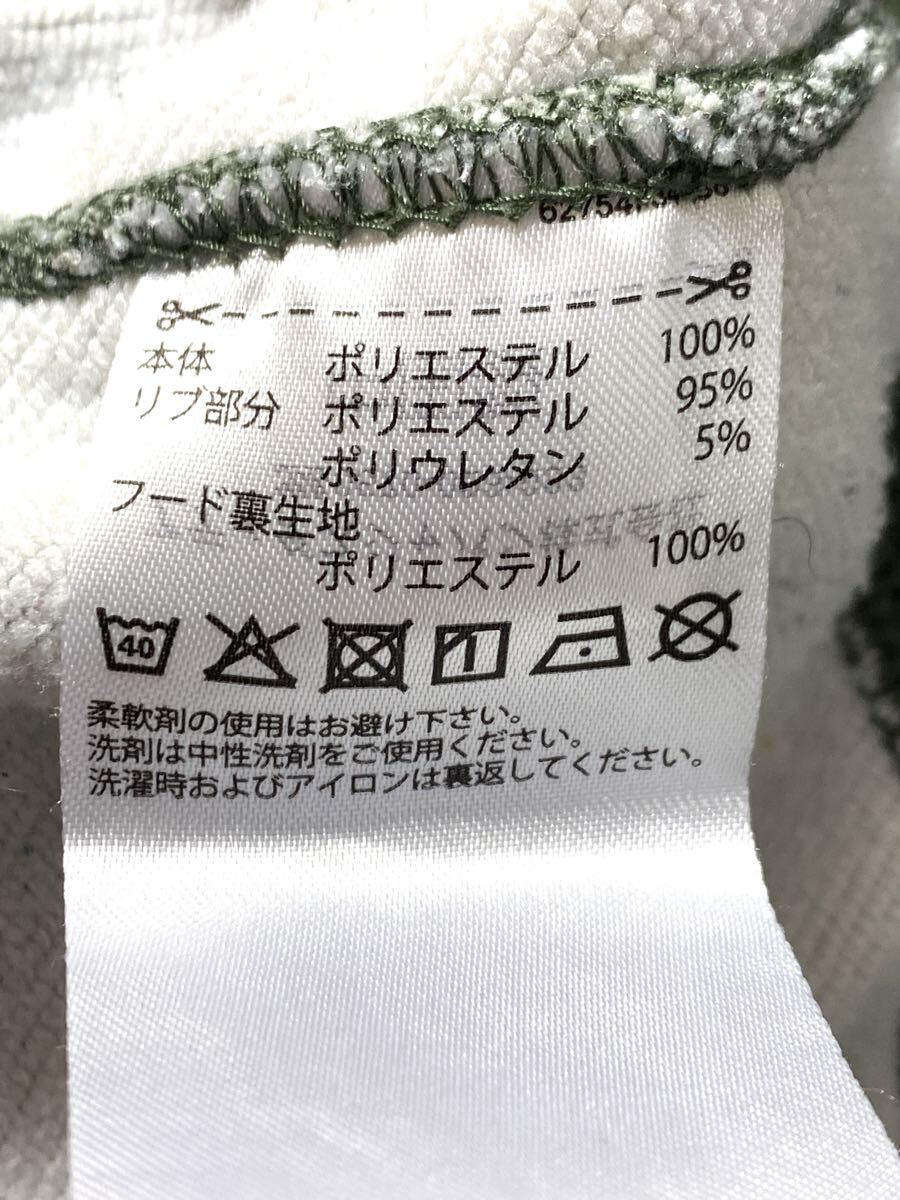 本体 ポリエステル 100%
リブ部分 ポリエステル 95%
ポリウレタン 5%
フード裏生地
ポリエステル 100%
40
柔軟剤の使用はお避け下さい。
洗剤は中性洗剤をご使用ください。
洗濯時およびアイロンは裏返してください。